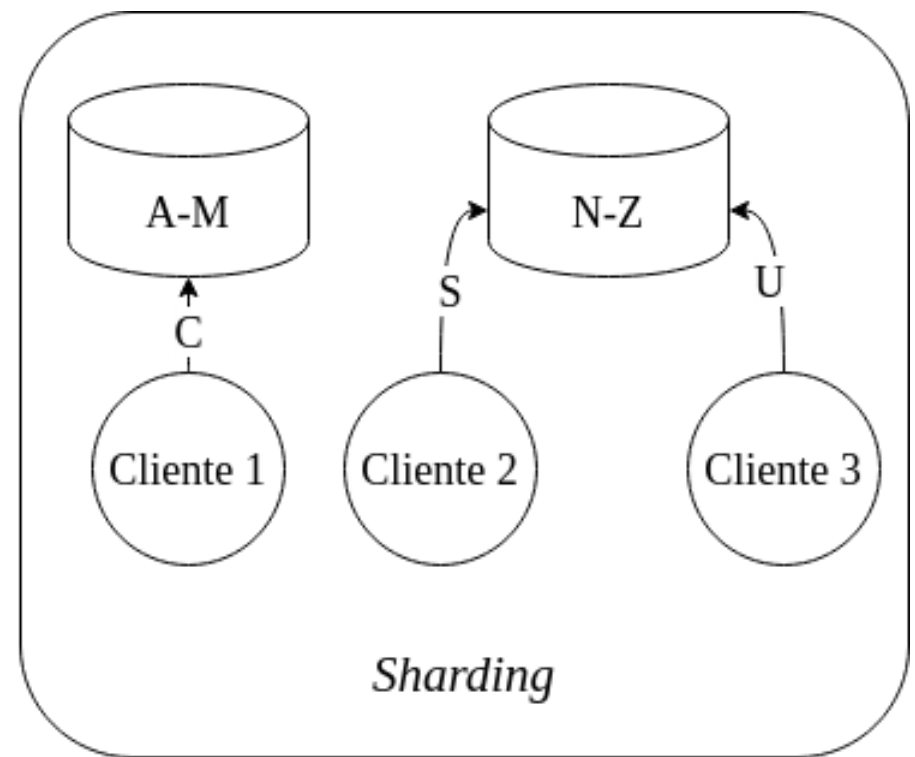 A-M
N-Z
S
U
C
Cliente 1
Cliente 2
Cliente 3
Sharding